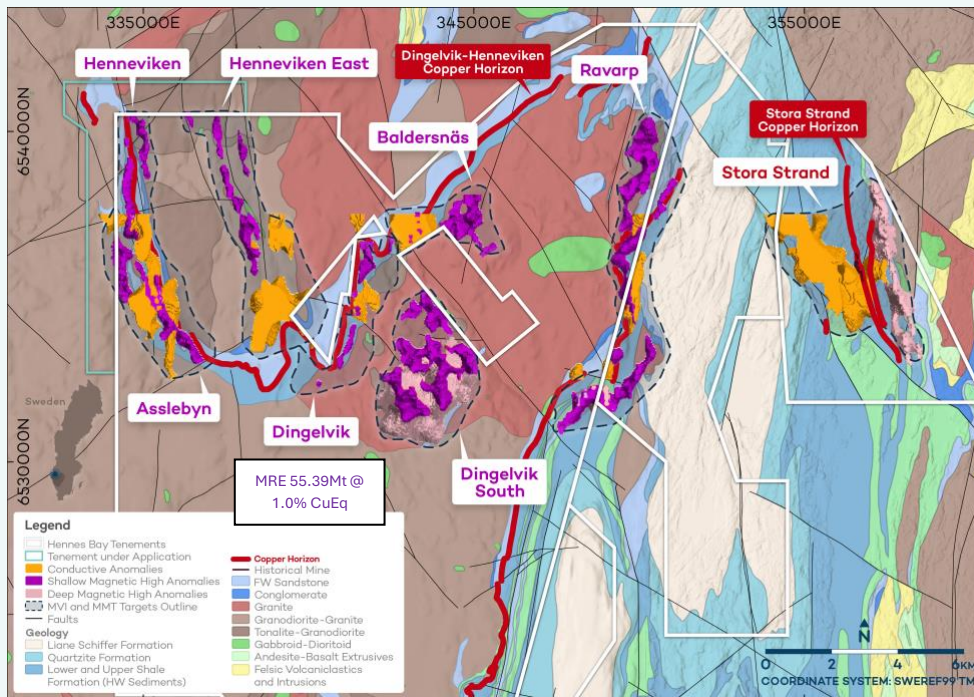 335000E
345000E
355000E
Henneviken
Henneviken East
Dingelvik-Henneviken
Copper Horizon
Ravarp
Stora Strand
Copper Horizon
Baldersnäs
Stora Strand
6540000N
Sweden
Asslebyn
Dingelvik
6530000N
MRE 55.39Mt @
1.0% CuEq
Dingelvik
South
Legend
Hennes Bay Tenements
Tenement under Application
Conductive Anomalies
Shallow Magnetic High Anomalies
Deep Magnetic High Anomalies
MVI and MMT Targets Outline
Faults
Geology
Liane Schiffer Formation
Quartzite Formation
Lower and Upper Shale
Formation (HW Sediments)
Copper Horizon
Historical Mine
FW Sandstone
Conglomerate
Granite
Granodiorite-Granite
Tonalite-Granodiorite
Gabbroid-Dioritoid
Andesite-Basalt Extrusives
Felsic Volcaniclastics
and Intrusions
N
0 2 4 6KM
COORDINATE SYSTEM: SWEREF99 TM